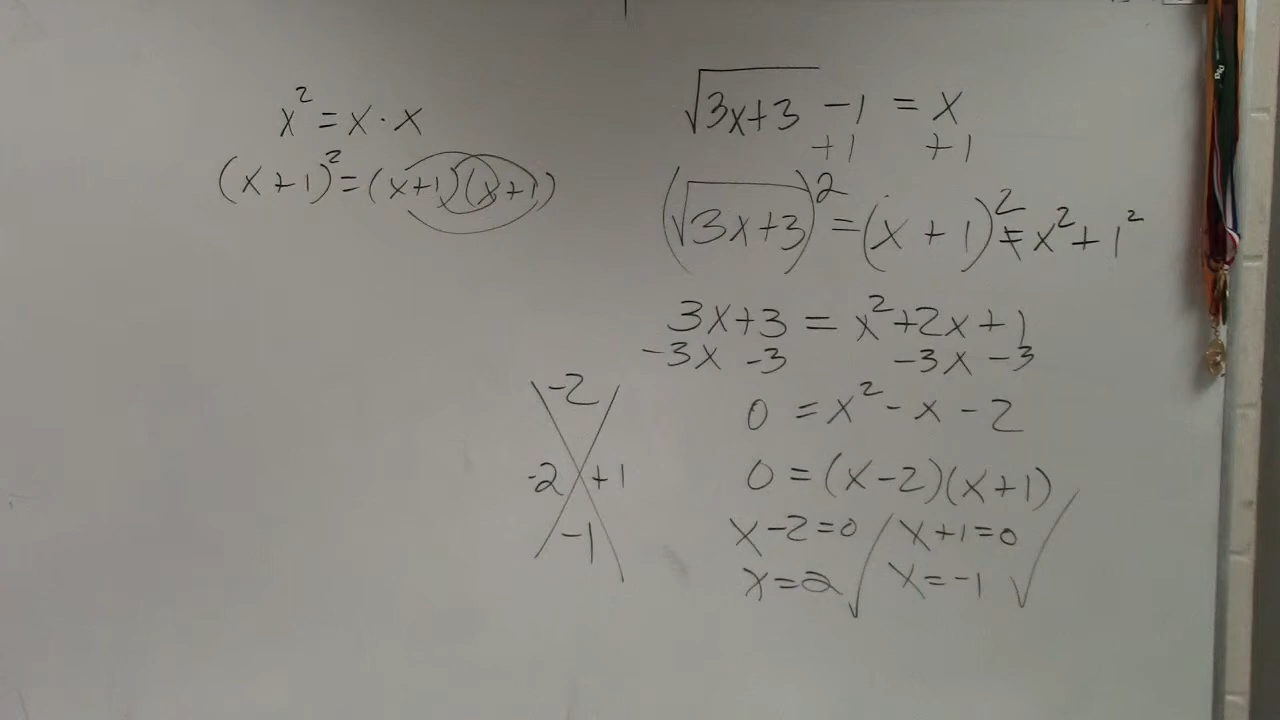 x² = x · x
(x + 1)² = (x+1)(x+1)
√3x+3 - 1 = x
+1 +1
(√3x+3)² = (x + 1)² ≠ x² + 1²
3x+3 = x²+2x+1
-3x -3 -3x -3
0 = x² - x - 2
0 = (x-2)(x+1)
x-2=0 √ x+1=0 √
x=2 x=-1
-2
-2 +1
-1